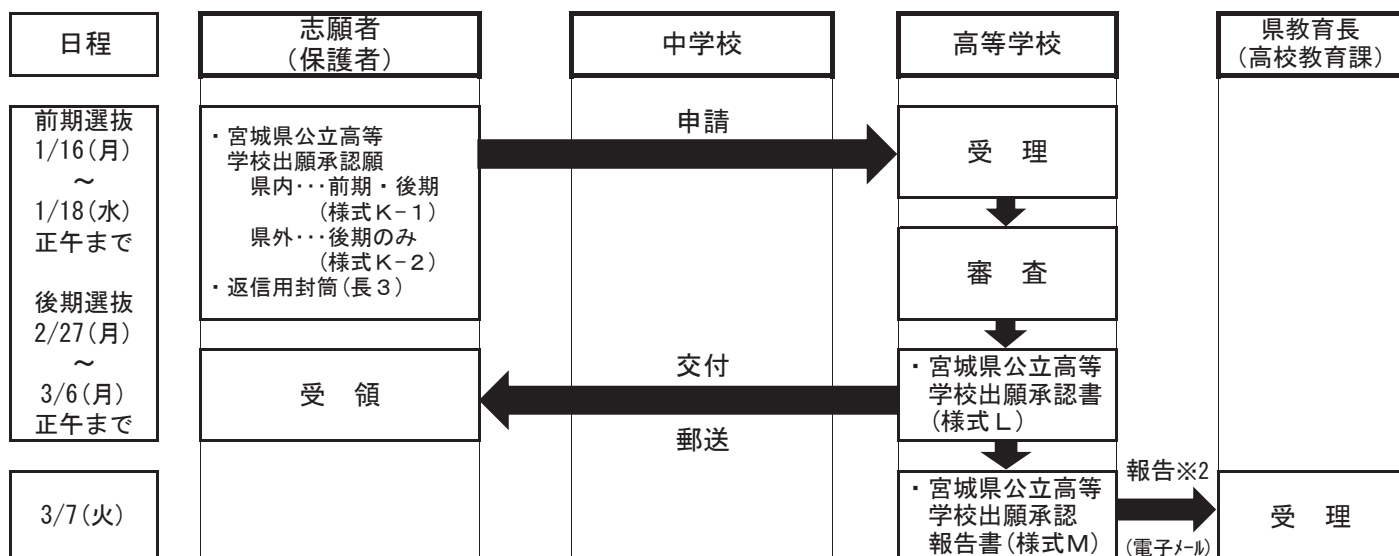 日程
志願者
(保護者)
中学校
高等学校
県教育長
(高校教育課)
前期選抜
1/16(月)
～
1/18(水)
正午まで
後期選抜
2/27(月)
～
3/6(月)
正午まで
・宮城県公立高等
学校出願承認願
県内･･･前期・後期
(様式K-1)
県外･･･後期のみ
(様式K-2)
・返信用封筒(長3)
申請
受　理
審　査
受　領
交付
郵送
・宮城県公立高等
学校出願承認書
(様式L)
3/7(火)
・宮城県公立高等
学校出願承認
報告書(様式M)
報告※2
(電子ﾒｰﾙ)
受　理